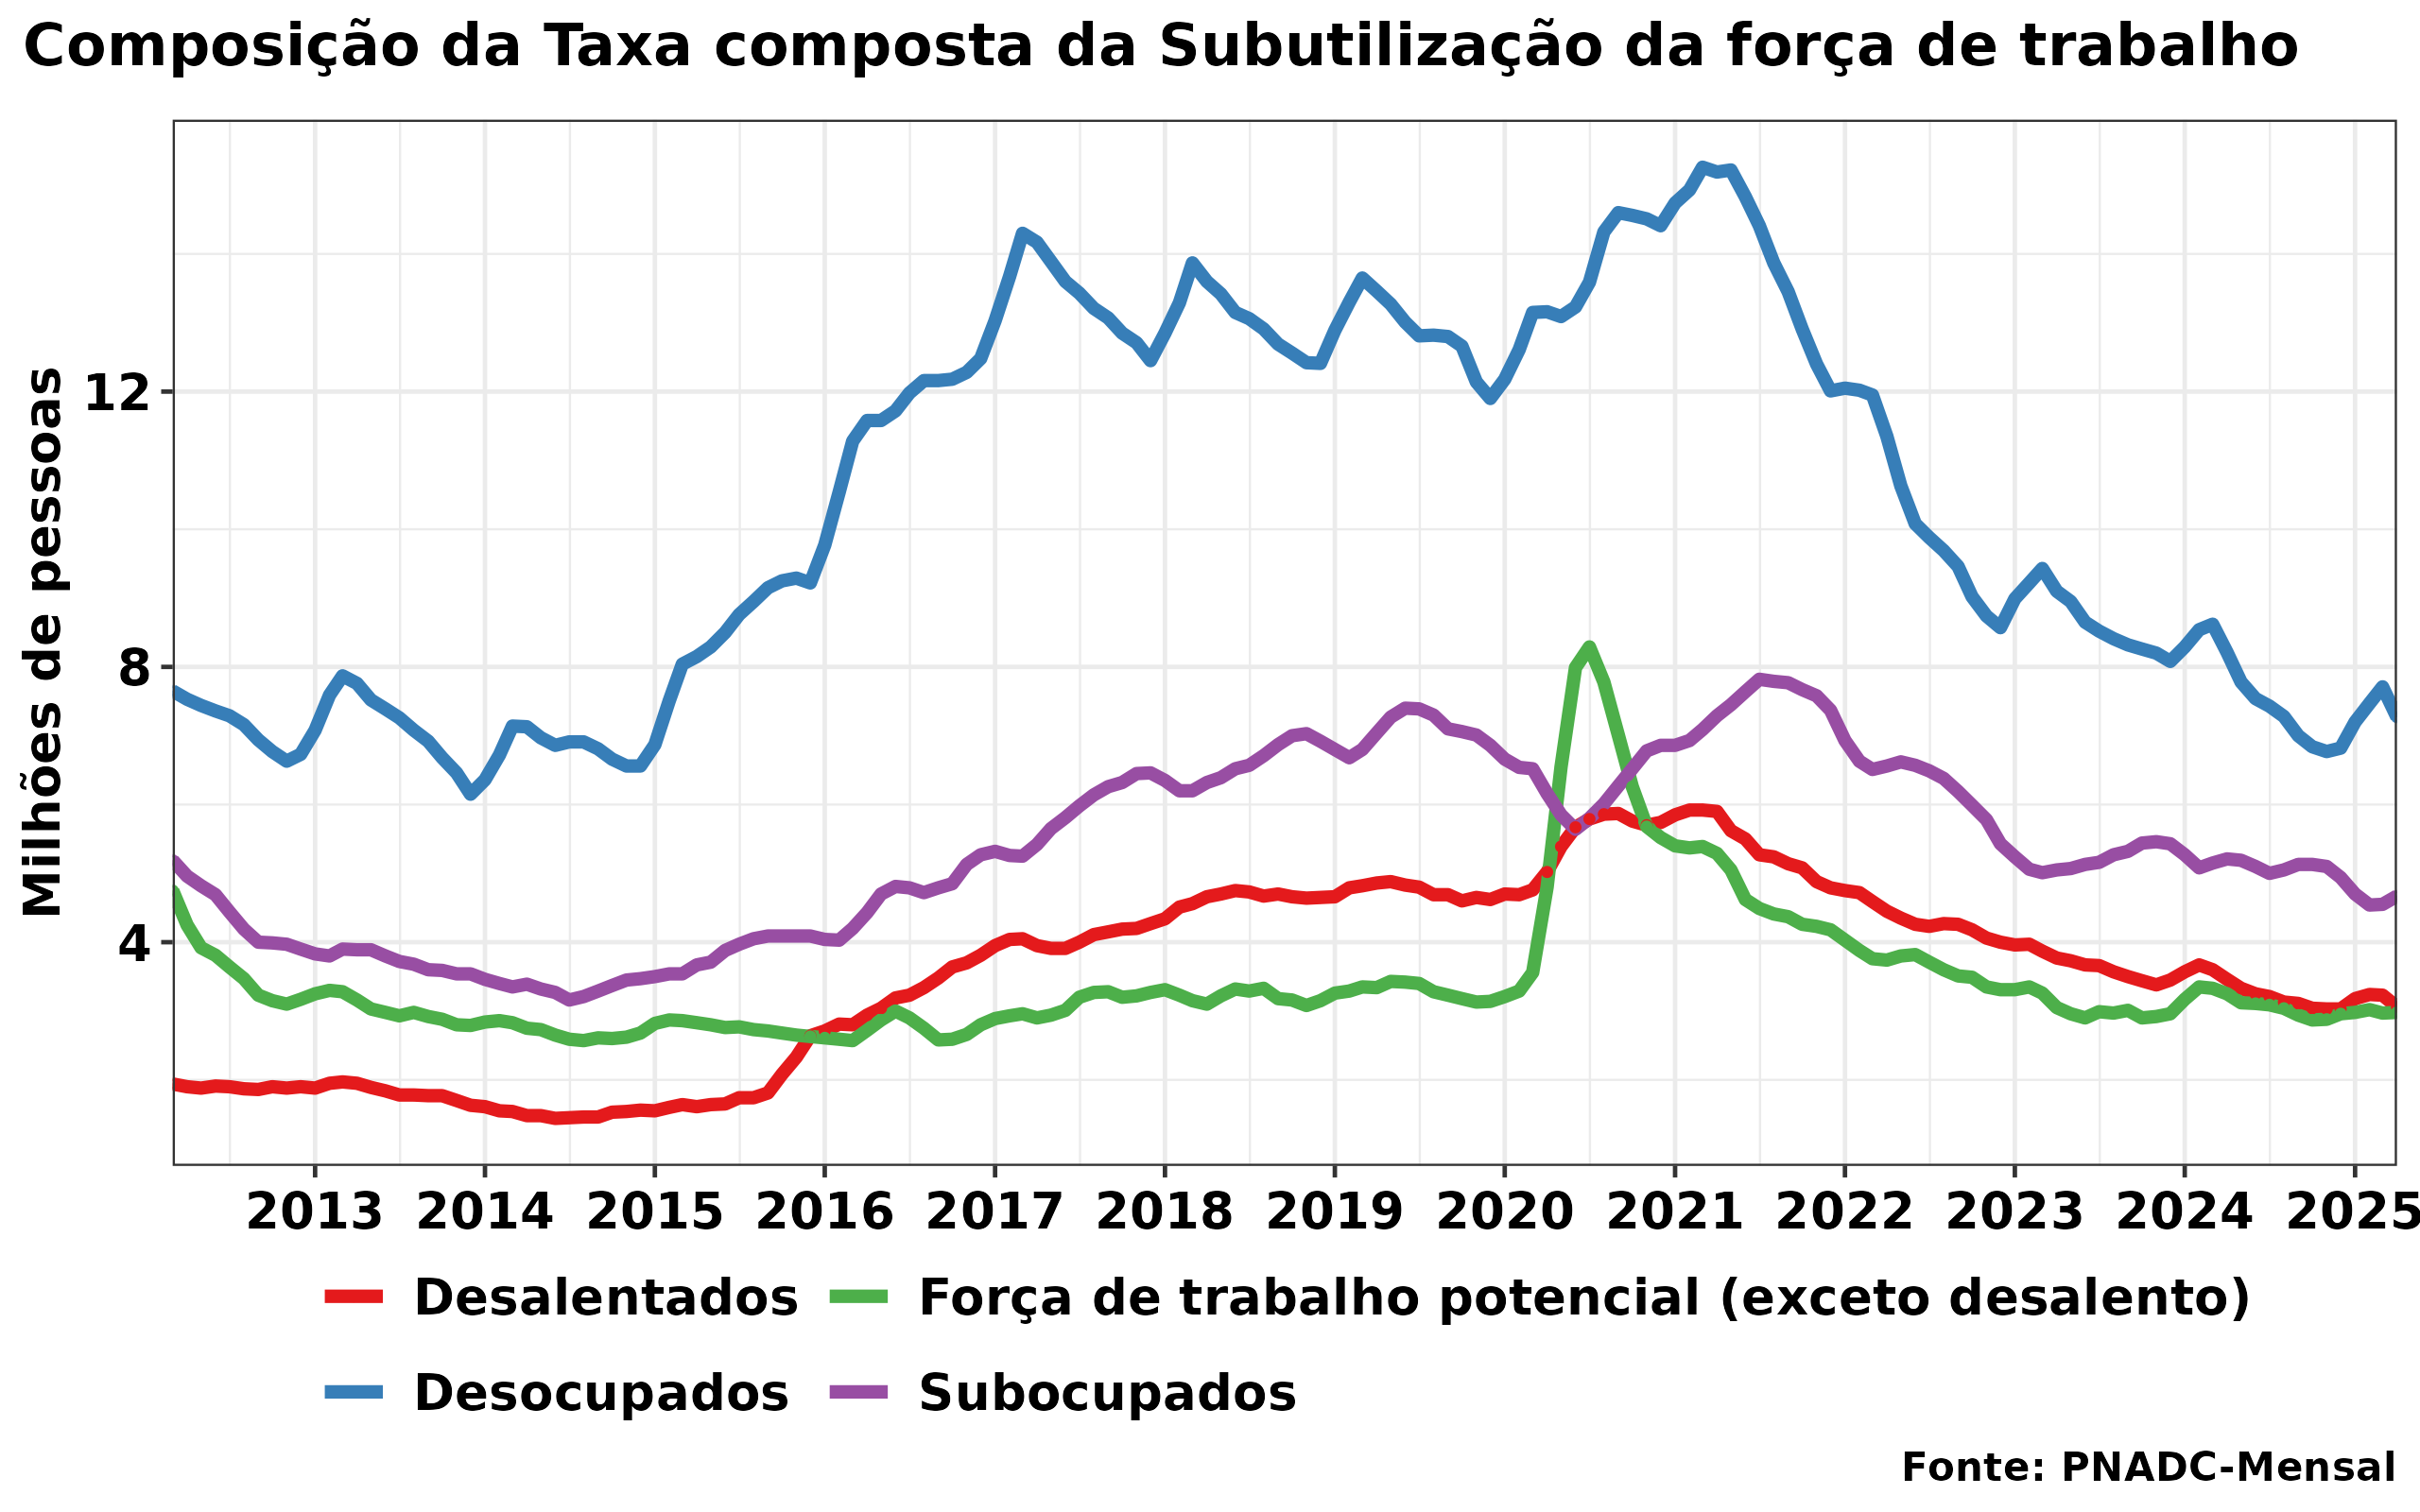 Composição da Taxa composta da Subutilização da força de trabalho
Milhões de pessoas
12
8
4
2013 2014 2015 2016 2017 2018 2019 2020 2021 2022 2023 2024 2025
Desalentados Força de trabalho potencial (exceto desalento)
Desocupados Subocupados
Fonte: PNADC-Mensal